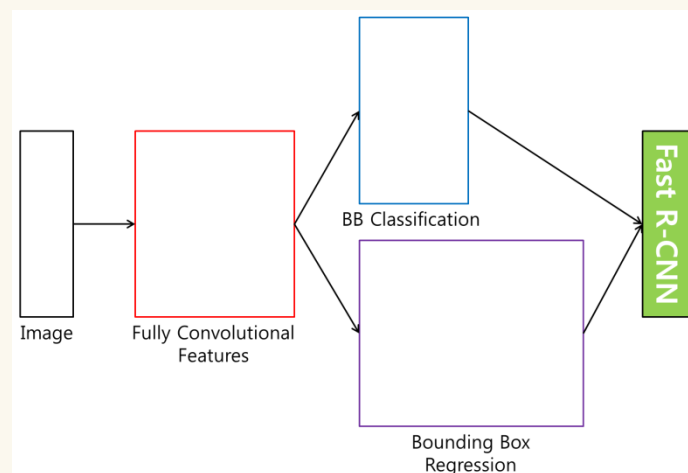 Image
Fully Convolutional
Features
BB Classification
Bounding Box
Regression
Fast R-CNN